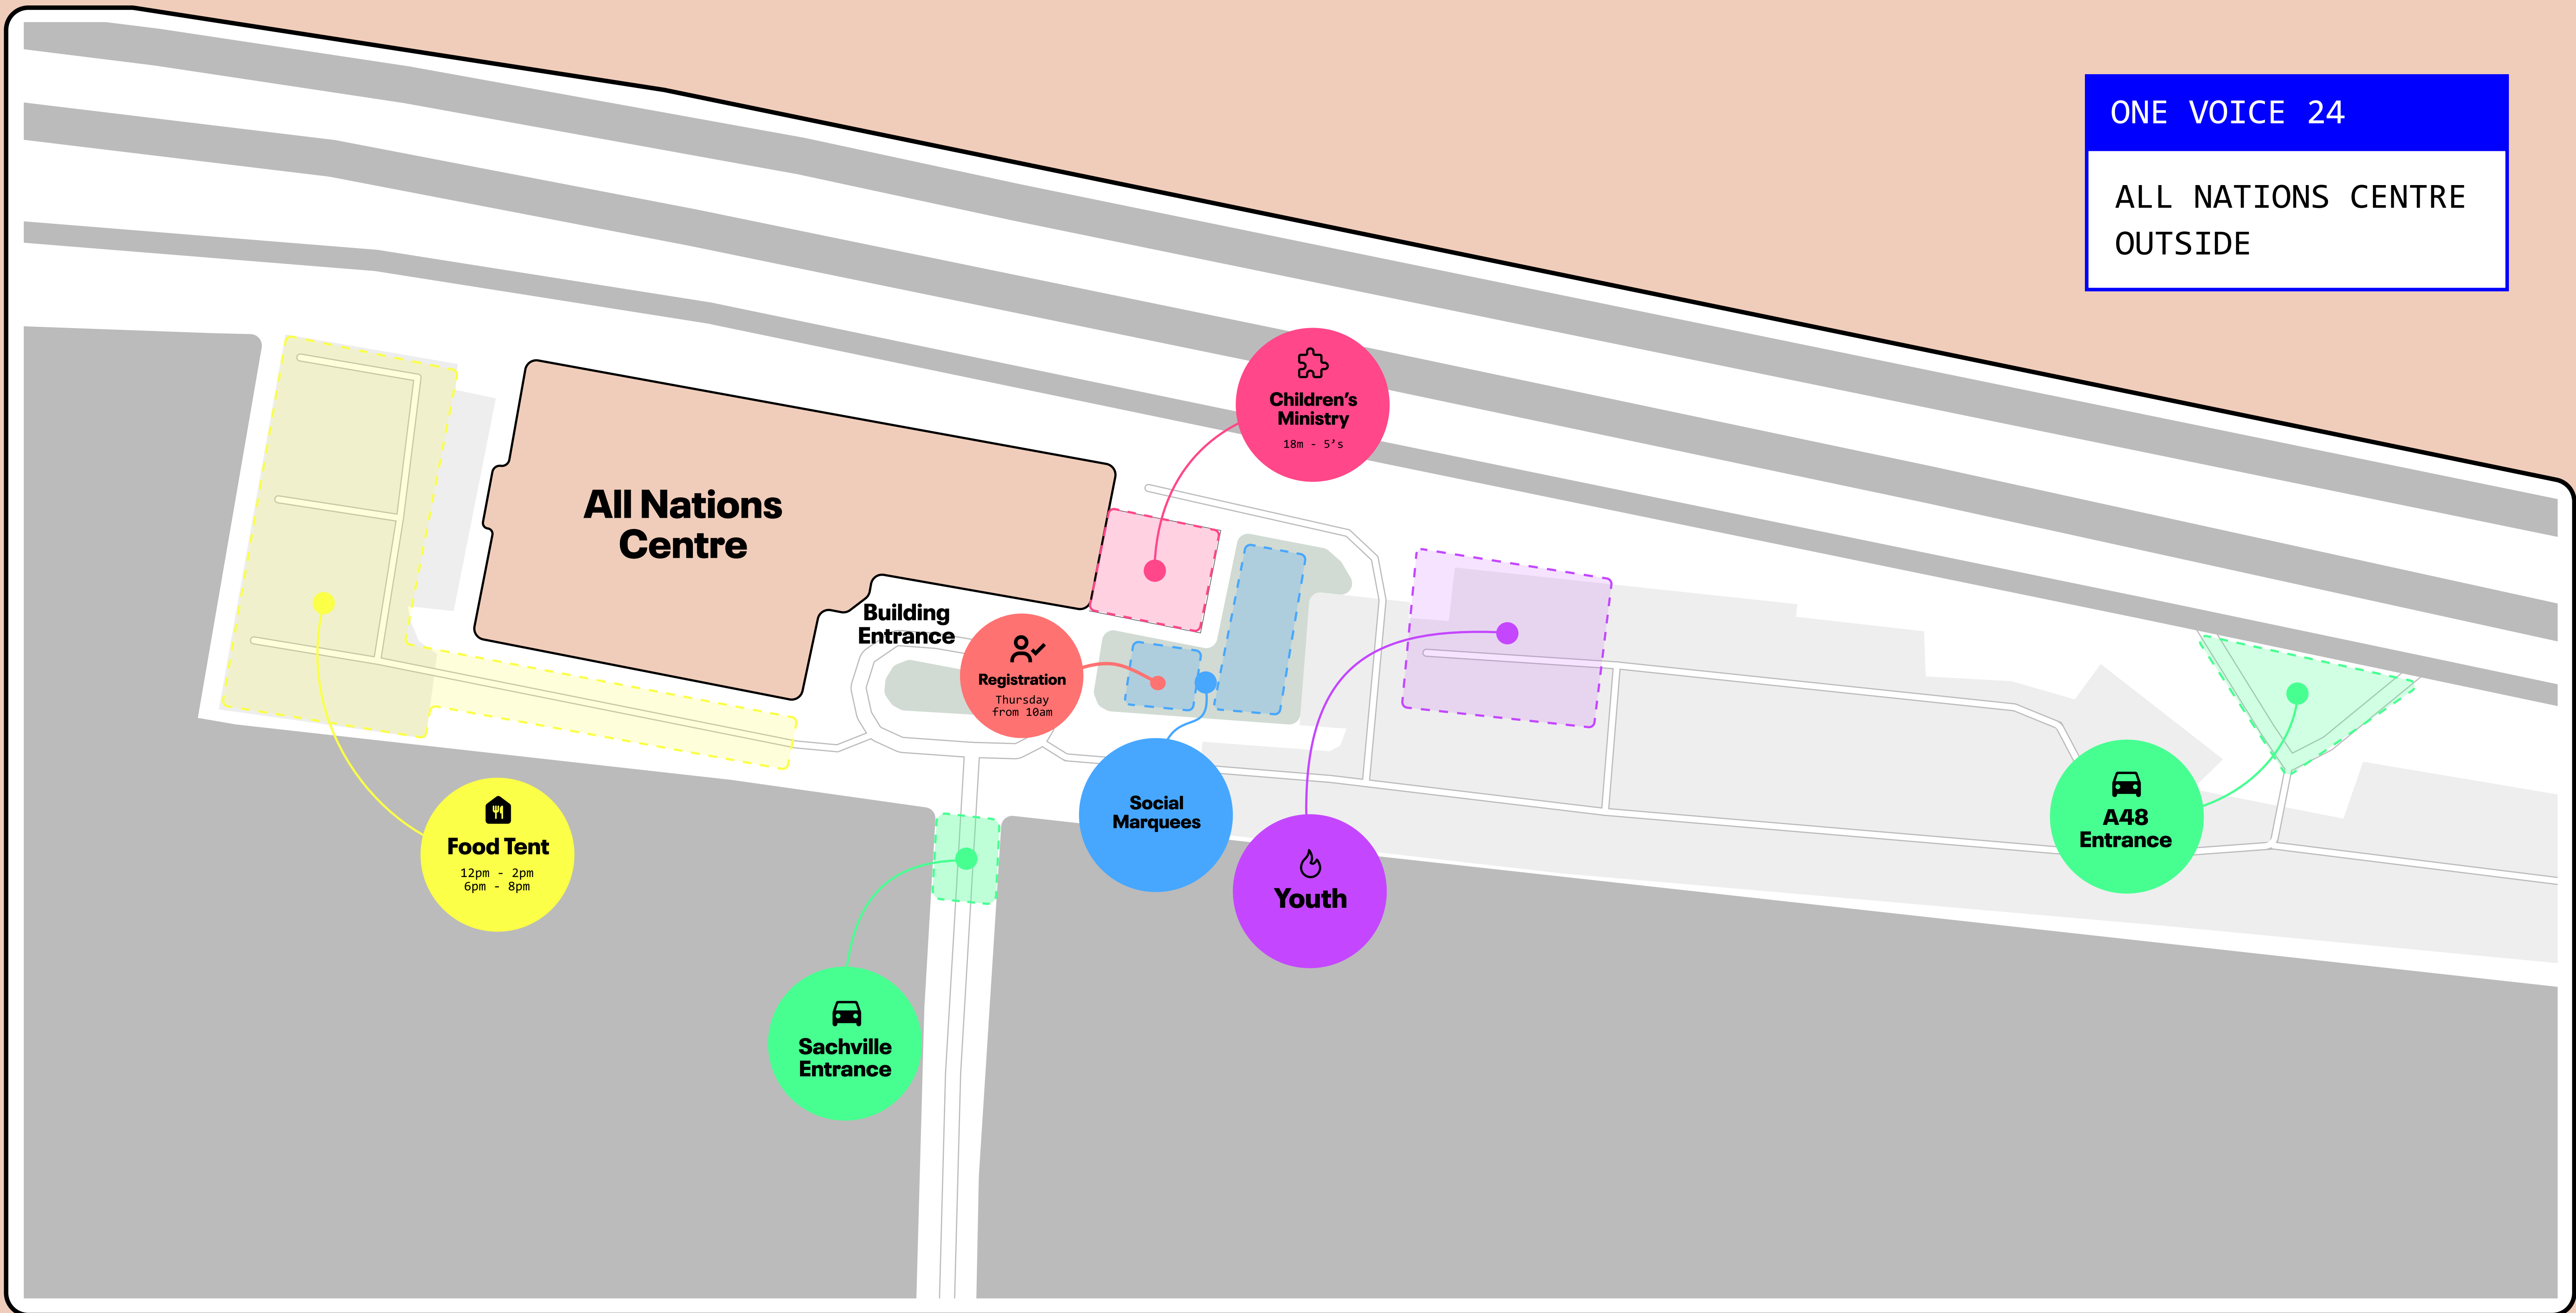 ONE VOICE 24
ALL NATIONS CENTRE
OUTSIDE
Children’s
Ministry
18m - 5’s
All Nations
Centre
Building
Entrance
Registration
Thursday
from 10am
Social
Marquees
Food Tent
12pm - 2pm
6pm - 8pm
Youth
A48
Entrance
Sachville
Entrance